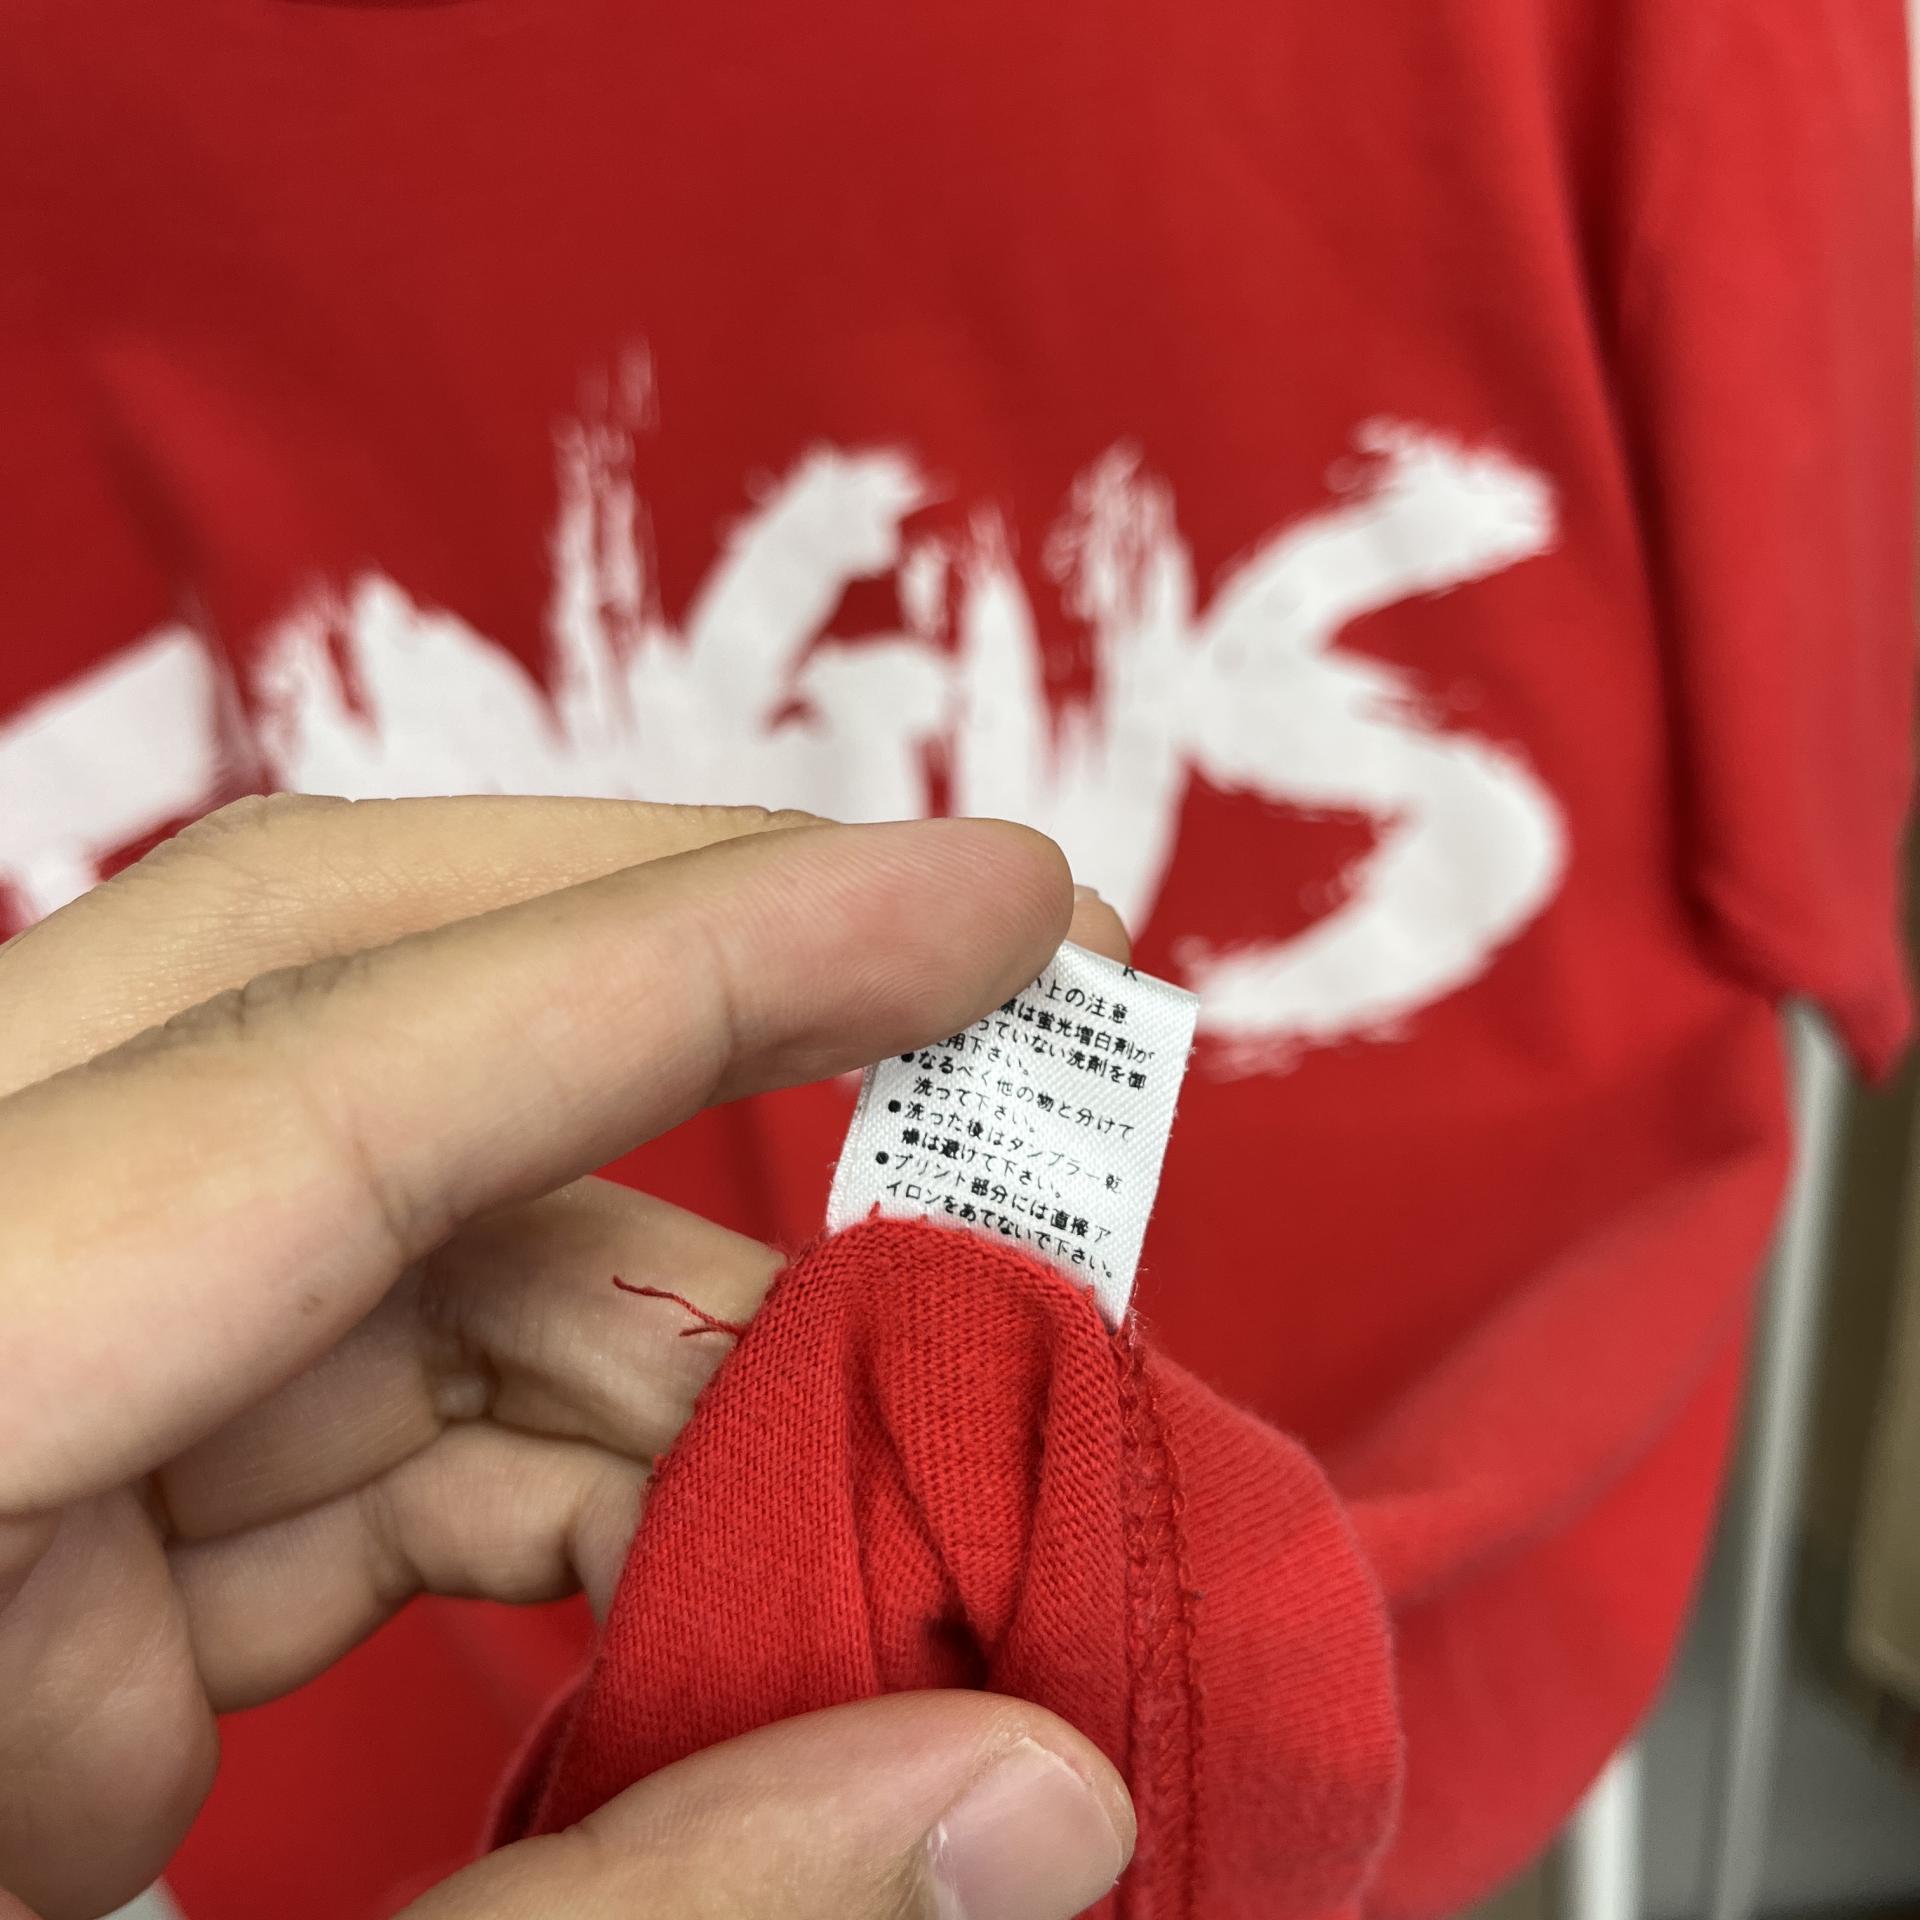 NGUS
K
い上の注意
は蛍光増白剤が
っていない洗剤を御
用下さい。
●なるべく他の物と分けて
洗って下さい。
●洗った後はタンブラー乾
燥は避けて下さい。
●プリント部分には直接ア
イロンをあてないで下さい。